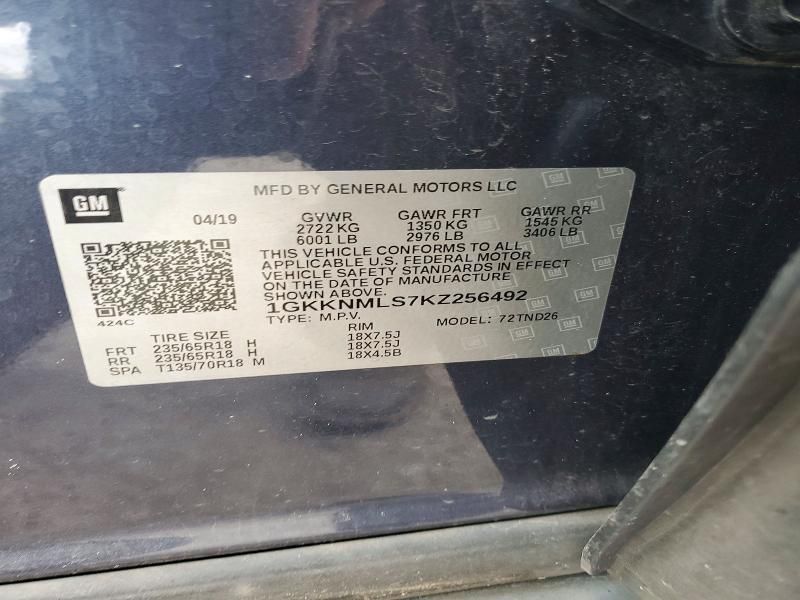 GM
MFD BY GENERAL MOTORS LLC
04/19 GVWR GAWR FRT GAWR RR
2722 KG 1350 KG 1545 KG
6001 LB 2976 LB 3406 LB
THIS VEHICLE CONFORMS TO ALL
APPLICABLE U.S. FEDERAL MOTOR
VEHICLE SAFETY STANDARDS IN EFFECT
ON THE DATE OF MANUFACTURE
SHOWN ABOVE.
1GKKNMLS7KZ256492
424C
TYPE: M.P.V. MODEL: 72TND26
TIRE SIZE RIM
FRT 235/65R18 H 18X7.5J
RR 235/65R18 H 18X7.5J
SPA T135/70R18 M 18X4.5B